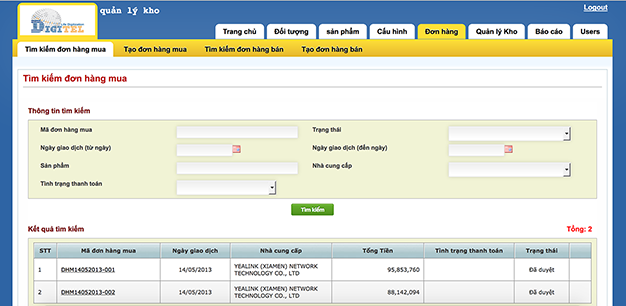 quản lý kho
Logout
DIGITEL
Trang chủ Đối tượng sản phẩm Cấu hình Đơn hàng Quản lý Kho Báo cáo Users
Tìm kiếm đơn hàng mua Tạo đơn hàng mua Tìm kiếm đơn hàng bán Tạo đơn hàng bán
Tìm kiếm đơn hàng mua
Thông tin tìm kiếm
Mã đơn hàng mua Trạng thái
Ngày giao dịch (từ ngày) Ngày giao dịch (đến ngày)
Sản phẩm Nhà cung cấp
Tình trạng thanh toán
Tìm kiếm
Kết quả tìm kiếm Tổng: 2
STT Mã đơn hàng mua Ngày giao dịch Nhà cung cấp Tổng Tiền Tình trạng thanh toán Trạng thái
1 DHM14052013-001 14/05/2013 YEALINK (XIAMEN) NETWORK TECHNOLOGY CO., LTD 95,853,760 Đã duyệt
2 DHM14052013-002 14/05/2013 YEALINK (XIAMEN) NETWORK TECHNOLOGY CO., LTD 88,142,094 Đã duyệt